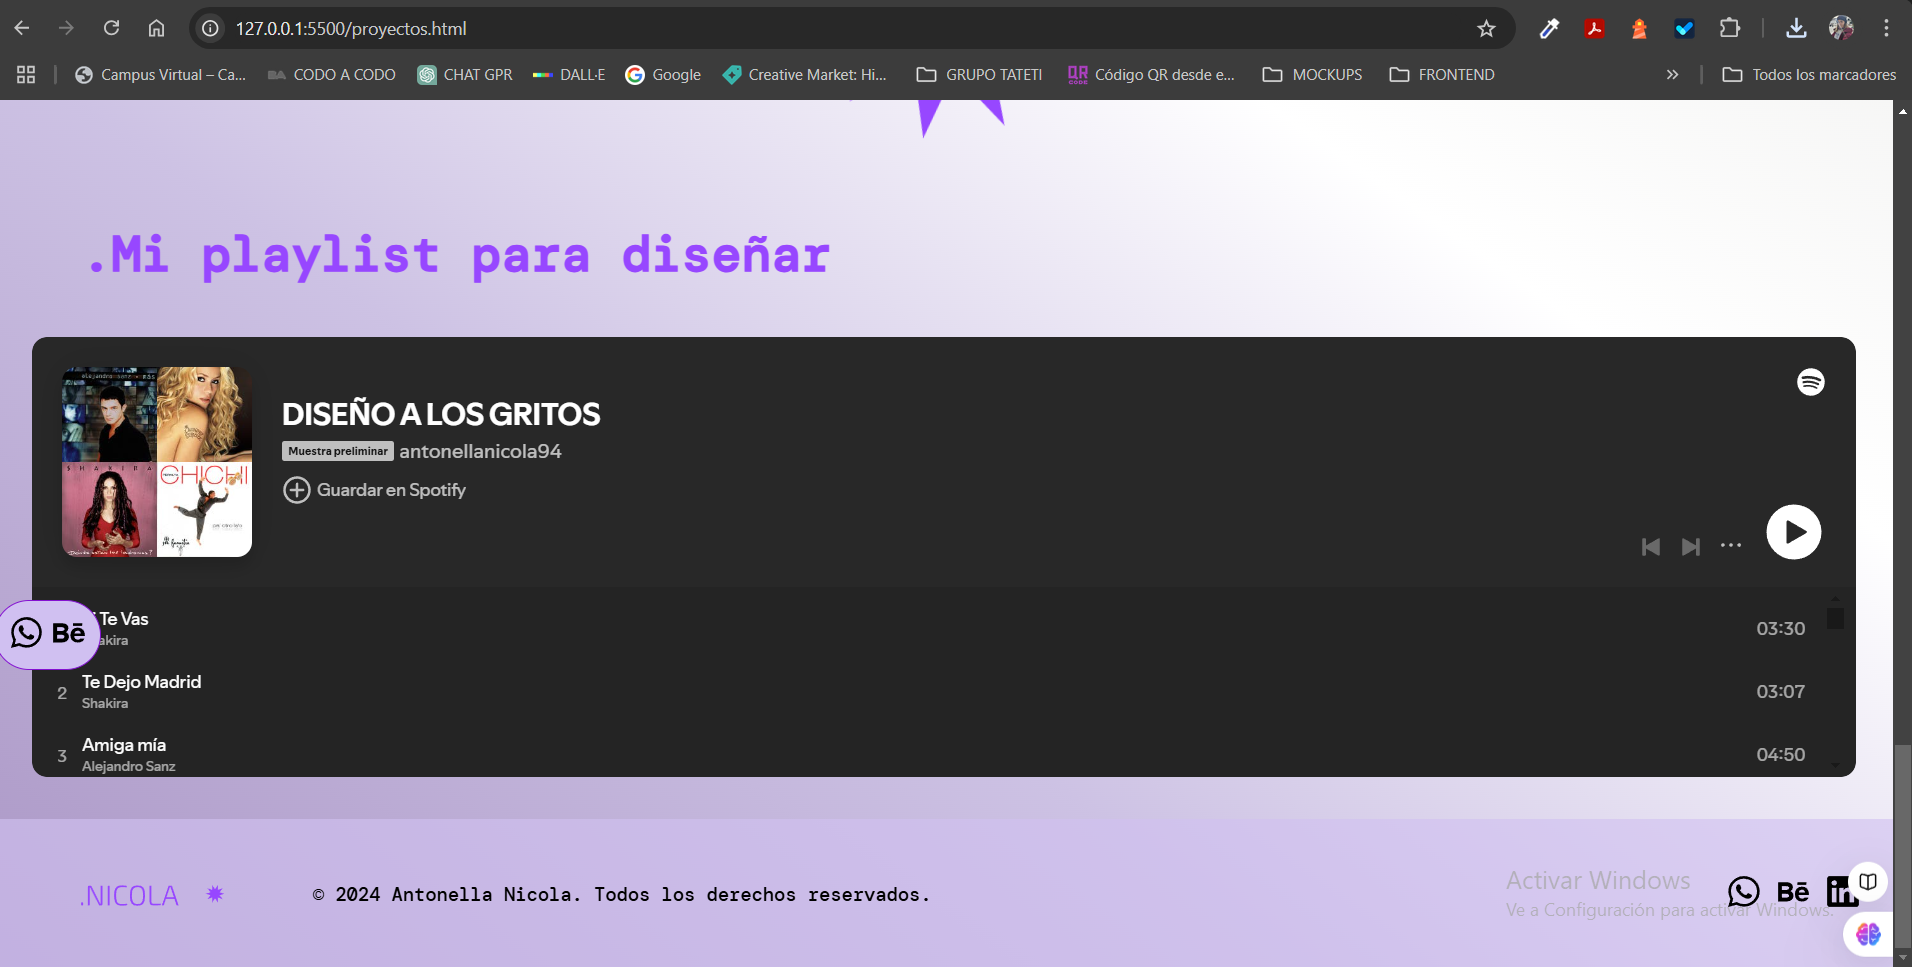 127.0.0.1:5500/proyectos.html
Campus Virtual – Ca...
CODO A CODO
CHAT GPR
DALL·E
Google
Creative Market: Hi...
GRUPO TATETI
Código QR desde e...
MOCKUPS
FRONTEND
»
Todos los marcadores
.Mi playlist para diseñar
DISEÑO A LOS GRITOS
Muestra preliminar antonellanicola94
Guardar en Spotify
Te Vas
03:30
2 Te Dejo Madrid
Shakira
03:07
3 Amiga mía
Alejandro Sanz
04:50
Bē
.NICOLA
© 2024 Antonella Nicola. Todos los derechos reservados.
Activar Windows
Ve a Configuración para activar Windows.
Bē
in
SHAKIRA
CHICHI